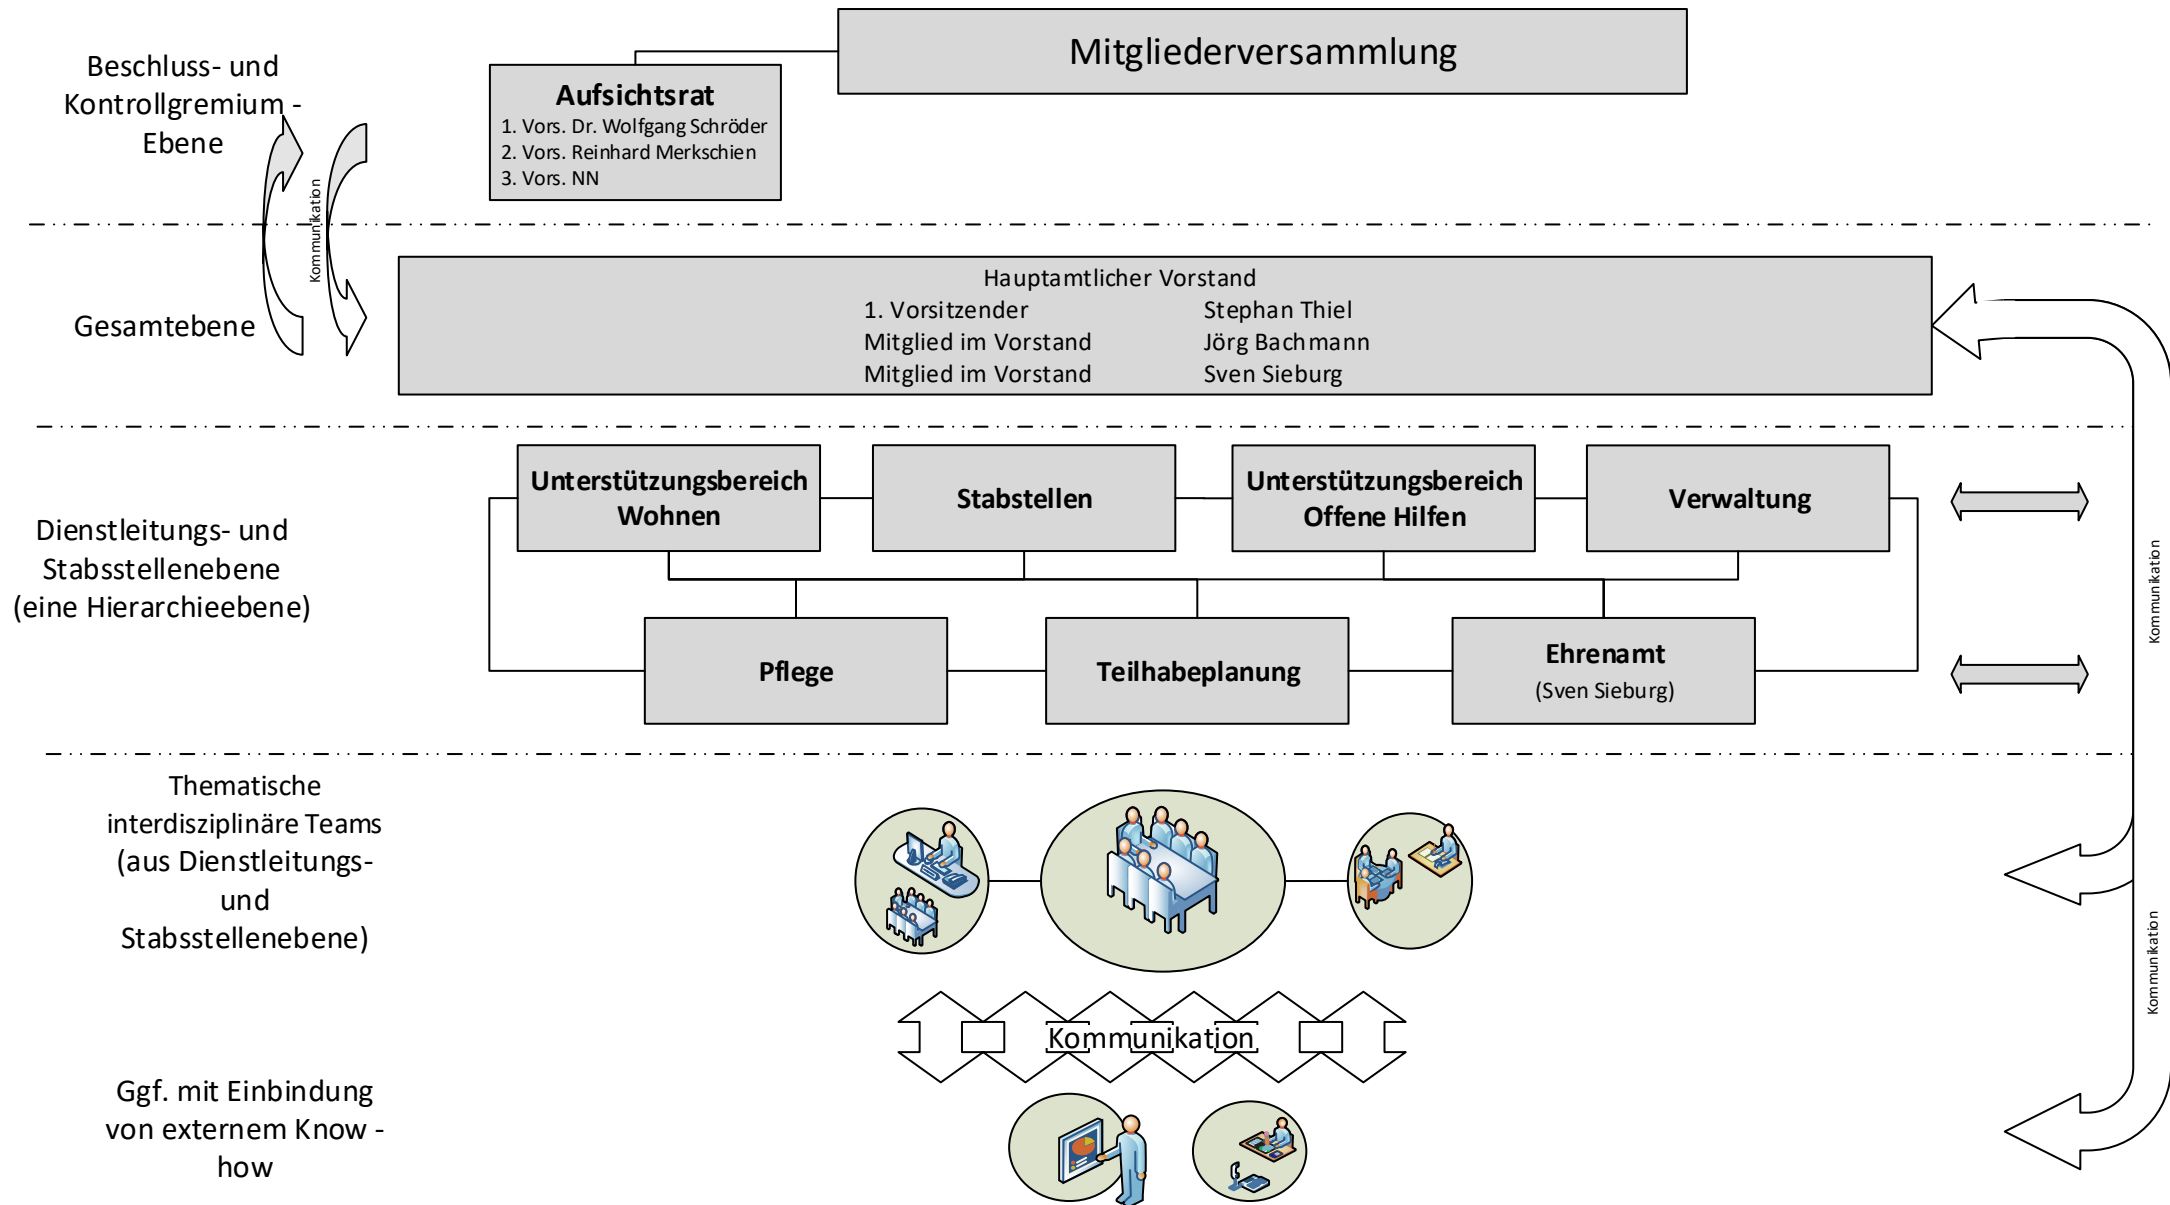 Mitgliederversammlung
Beschluss- und
Kontrollgremium -
Ebene
Aufsichtsrat
1. Vors. Dr. Wolfgang Schröder
2. Vors. Reinhard Merkschien
3. Vors. NN
Kommunikation
Gesamtebene
Hauptamtlicher Vorstand
1. Vorsitzender Stephan Thiel
Mitglied im Vorstand Jörg Bachmann
Mitglied im Vorstand Sven Sieburg
Dienstleitungs- und
Stabsstellenebene
(eine Hierarchieebene)
Unterstützungsbereich
Wohnen
Stabstellen
Unterstützungsbereich
Offene Hilfen
Verwaltung
Pflege
Teilhabeplanung
Ehrenamt
(Sven Sieburg)
Kommunikation
Thematische
interdisziplinäre Teams
(aus Dienstleitungs-
und
Stabsstellenebene)
Kommunikation
Kommunikation
Ggf. mit Einbindung
von externem Know -
how